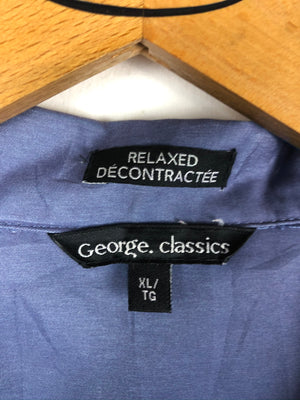 RELAXED
DÉCONTRACTÉE
George. classics
XL/
TG